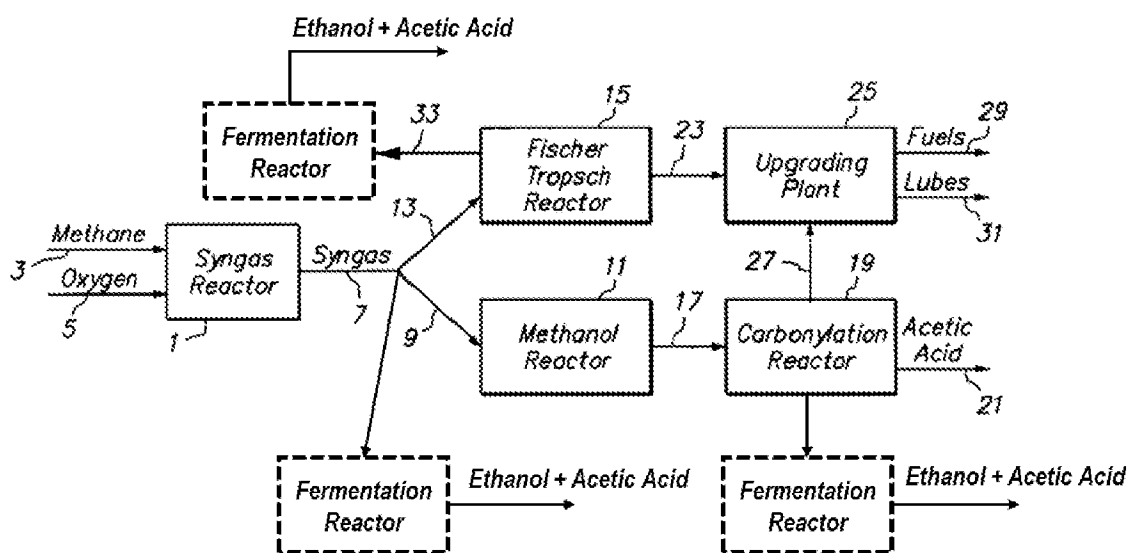 Ethanol + Acetic Acid
Fermentation
Reactor
33
15
Fischer
Tropsch
Reactor
23
25
Upgrading
Plant
Fuels
29
Lubes
31
13
Methane
3
Oxygen
5
Syngas
Reactor
1
Syngas
7
9
11
Methanol
Reactor
17
27
19
Carbonylation
Reactor
Acetic
Acid
21
Fermentation
Reactor
Ethanol + Acetic Acid
Fermentation
Reactor
Ethanol + Acetic Acid